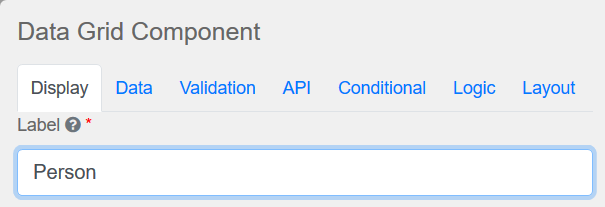 Data Grid Component
Display Data Validation API Conditional Logic Layout
Label ? *
Person